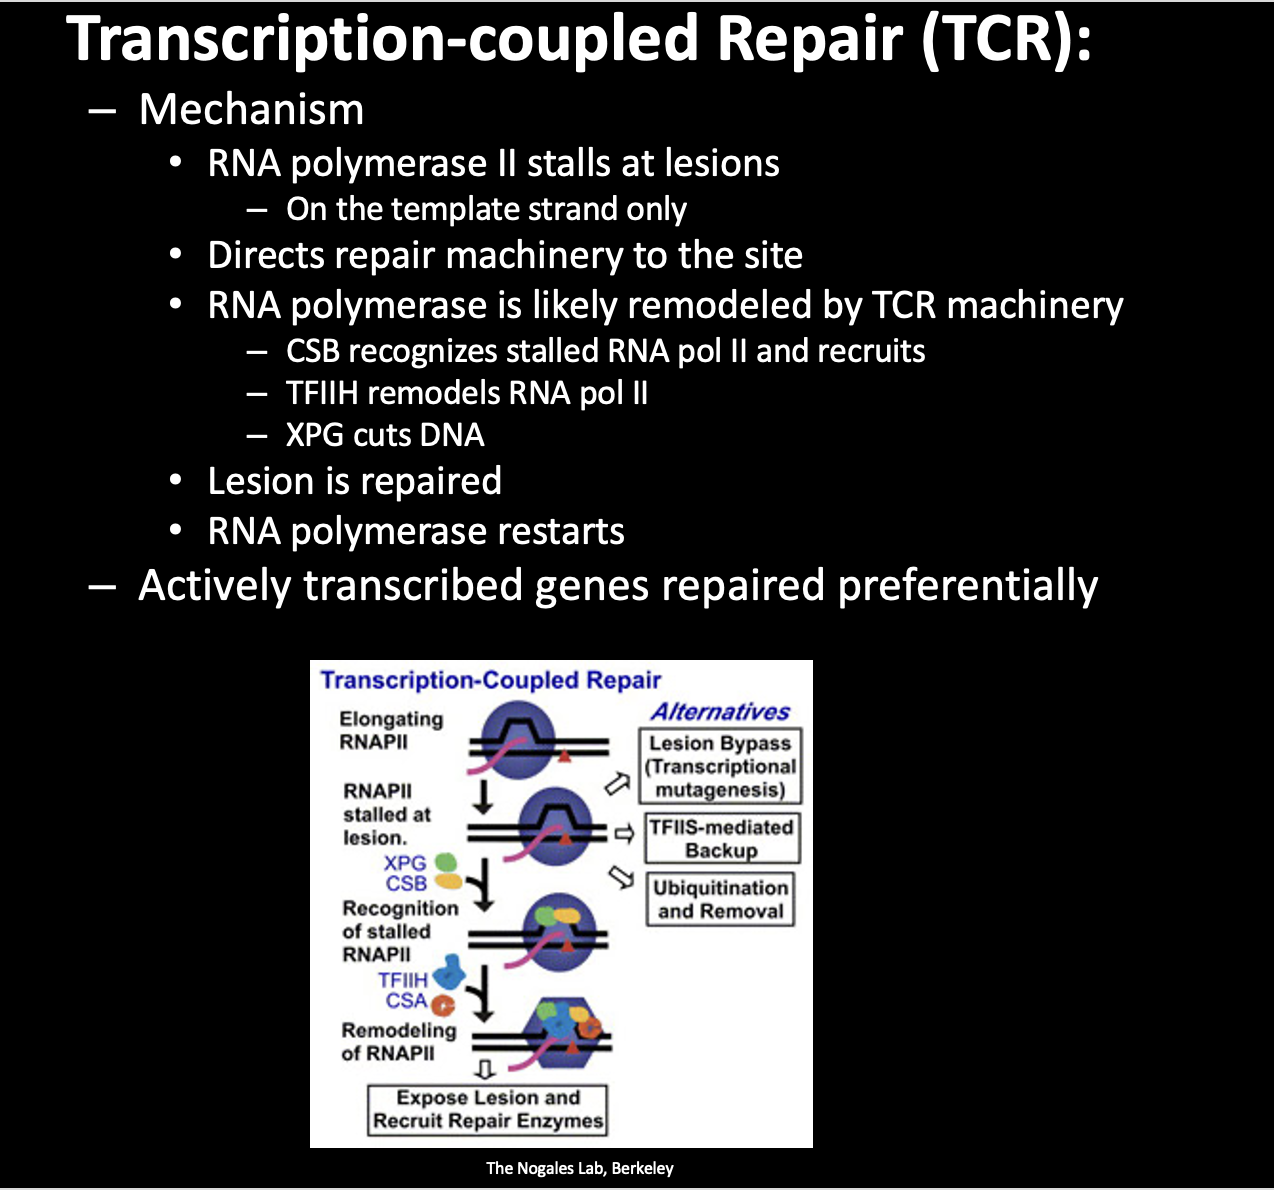 Transcription-coupled Repair (TCR):
– Mechanism
• RNA polymerase II stalls at lesions
– On the template strand only
• Directs repair machinery to the site
• RNA polymerase is likely remodeled by TCR machinery
– CSB recognizes stalled RNA pol II and recruits
– TFIIH remodels RNA pol II
– XPG cuts DNA
• Lesion is repaired
• RNA polymerase restarts
– Actively transcribed genes repaired preferentially
Transcription-Coupled Repair
Elongating
RNAPII
RNAPII
stalled at
lesion.
XPG
CSB
Recognition
of stalled
RNAPII
TFIIH
CSA
Remodeling
of RNAPII
Expose Lesion and
Recruit Repair Enzymes
Alternatives
Lesion Bypass
(Transcriptional
mutagenesis)
TFIIS-mediated
Backup
Ubiquitination
and Removal
The Nogales Lab, Berkeley